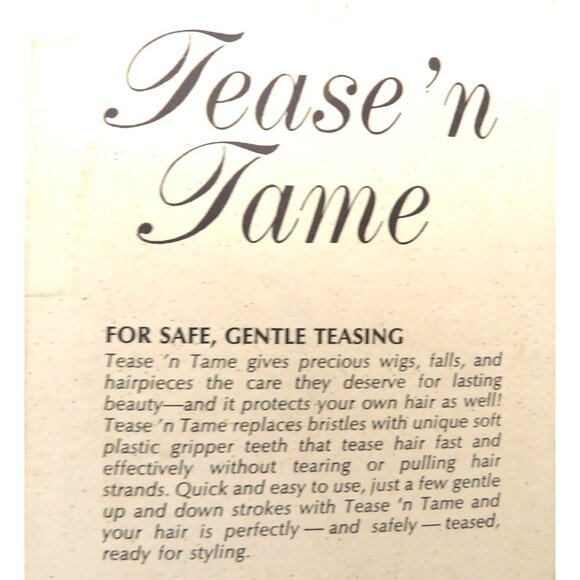 Tease 'n
Tame
FOR SAFE, GENTLE TEASING
Tease 'n Tame gives precious wigs, falls, and
hairpieces the care they deserve for lasting
beauty—and it protects your own hair as well!
Tease 'n Tame replaces bristles with unique soft
plastic gripper teeth that tease hair fast and
effectively without tearing or pulling hair
strands. Quick and easy to use, just a few gentle
up and down strokes with Tease 'n Tame and
your hair is perfectly — and safely — teased,
ready for styling.